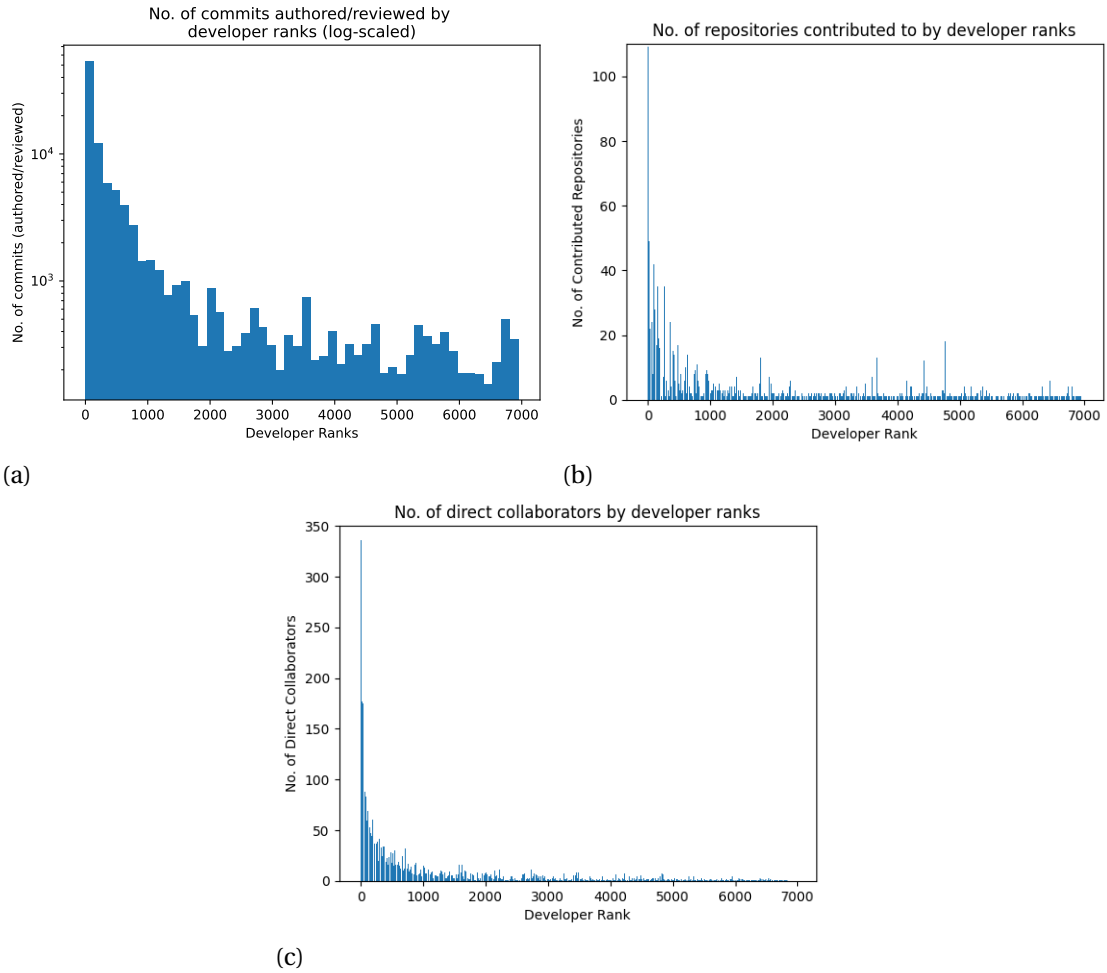 No. of commits authored/reviewed by
developer ranks (log-scaled)
No. of commits (authored/reviewed)
10^4
10^3
0 1000 2000 3000 4000 5000 6000 7000
Developer Ranks
(a)
No. of repositories contributed to by developer ranks
No. of Contributed Repositories
100
80
60
40
20
0
0 1000 2000 3000 4000 5000 6000 7000
Developer Rank
(b)
No. of direct collaborators by developer ranks
No. of Direct Collaborators
350
300
250
200
150
100
50
0
0 1000 2000 3000 4000 5000 6000 7000
Developer Rank
(c)